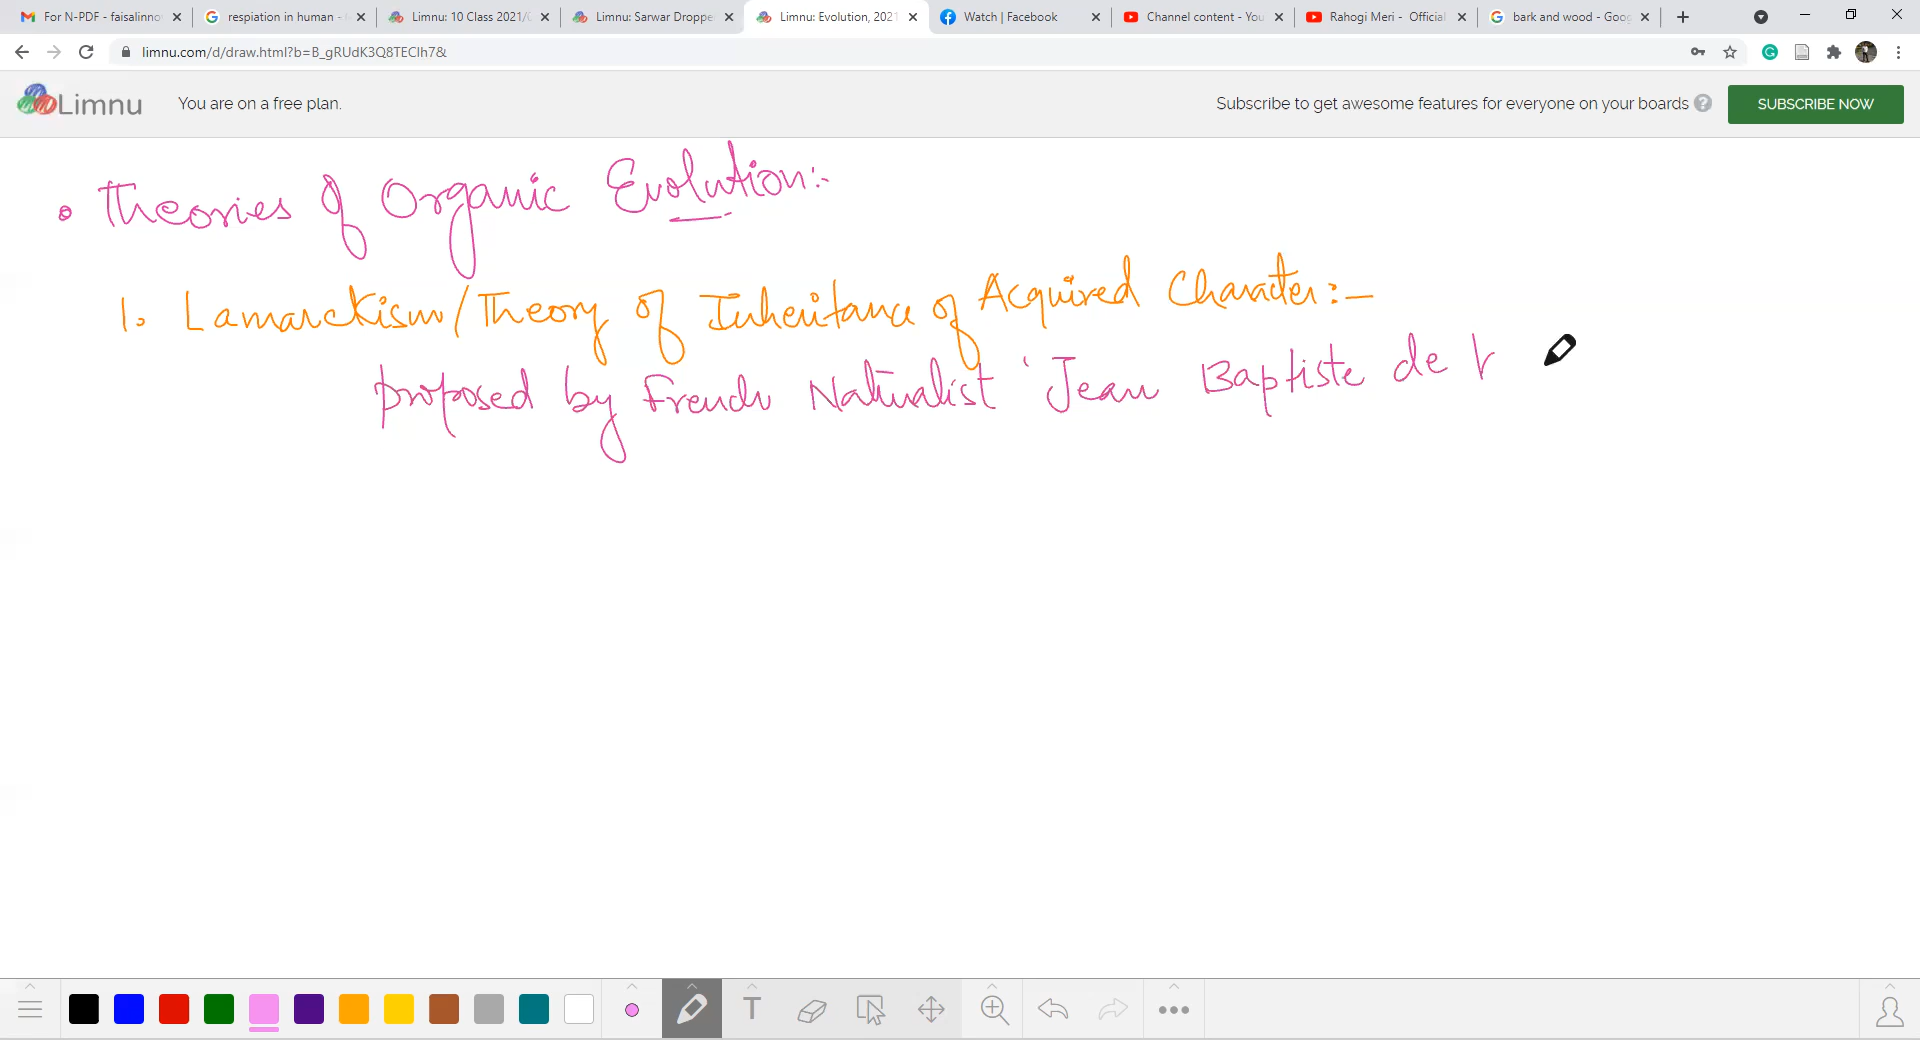 For N-PDF - faisalinno
respiation in human -
Limnu: 10 Class 2021/
Limnu: Sarwar Droppe
Limnu: Evolution, 2021
Watch | Facebook
Channel content - You
Rahogi Meri - Official
bark and wood - Goog
limnu.com/d/draw.html?b=B_gRUdK3Q8TEClh7&
Limnu You are on a free plan. Subscribe to get awesome features for everyone on your boards ? SUBSCRIBE NOW
• Theories of Organic Evolution:-
1. Lamarckism/Theory of Inheritance of Acquired Character:-
proposed by French Naturalist 'Jean Baptiste de
T